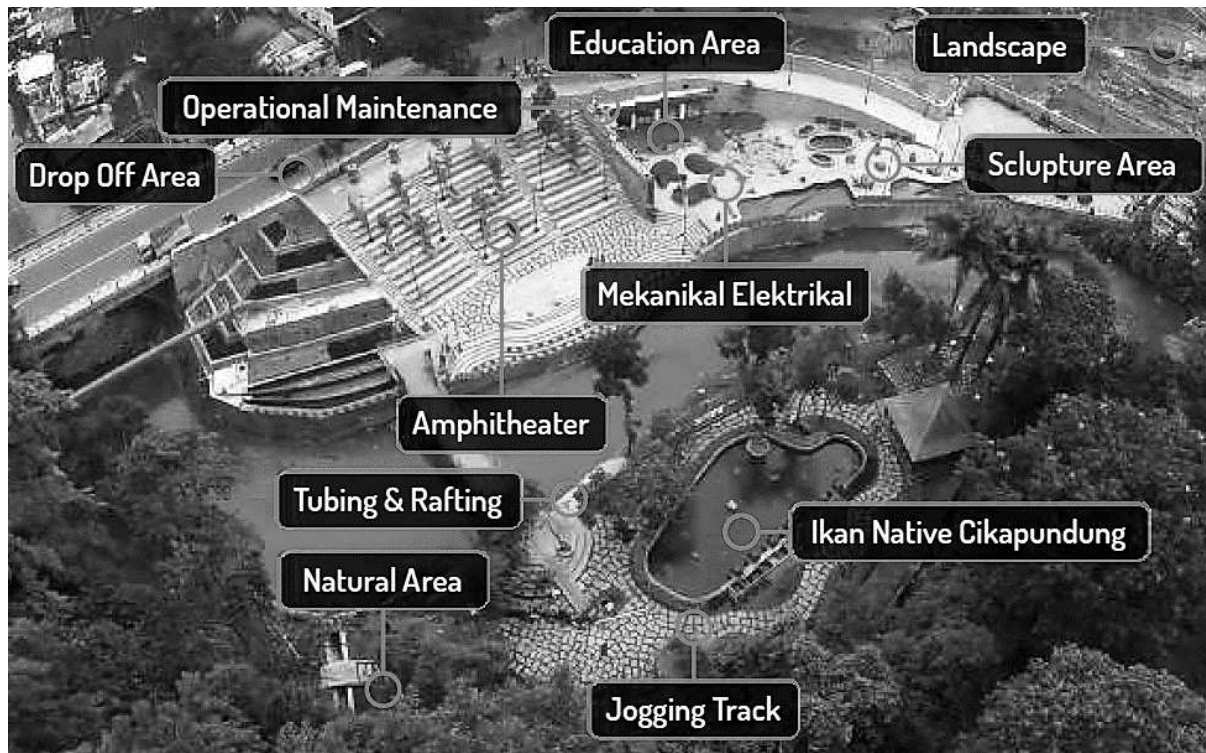 Education Area
Landscape
Operational Maintenance
Drop Off Area
Sclupture Area
Mekanikal Elektrikal
Amphitheater
Tubing & Rafting
Ikan Native Cikapundung
Natural Area
Jogging Track